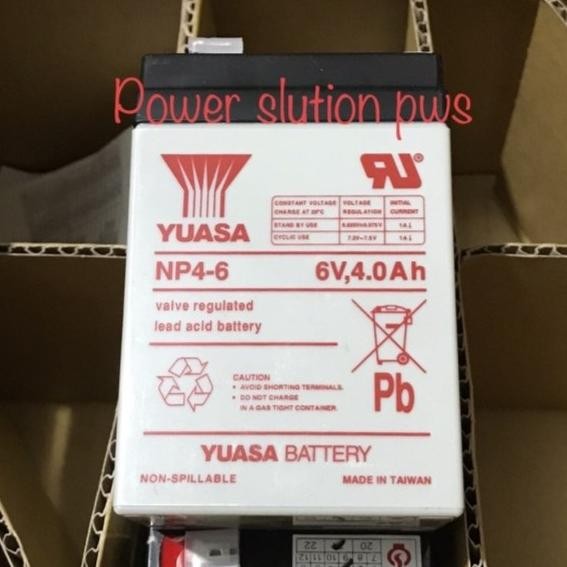 Power slution pws
YUASA
CONSTANT VOLTAGE CHARGE AT 20°C VOLTAGE REGULATION INITIAL CURRENT
STAND BY USE
CYCLIC USE 7.2V~7.5V
NP4-6 6V,4.0Ah
valve regulated
lead acid battery
Pb
CAUTION
• AVOID SHORTING TERMINALS.
• DO NOT CHARGE
IN A GAS TIGHT CONTAINER.
YUASA BATTERY
NON-SPILLABLE MADE IN TAIWAN
22 20